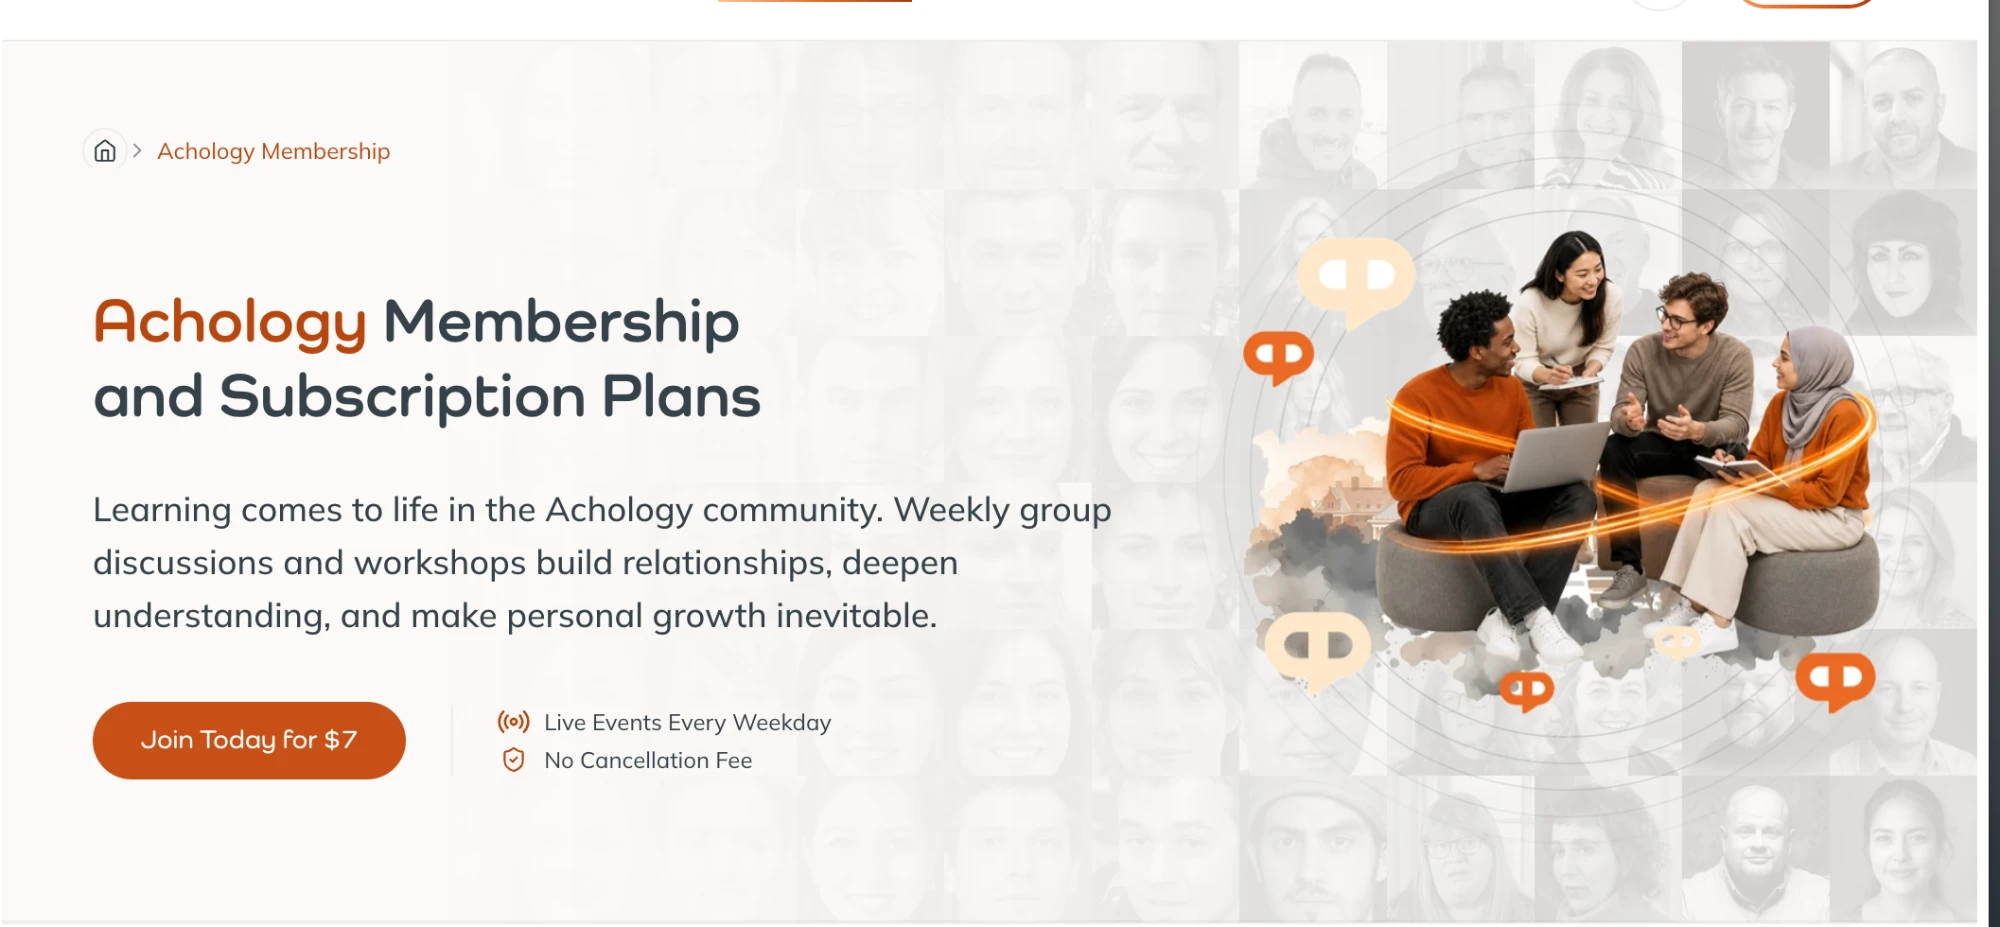 Achology Membership
Achology Membership
and Subscription Plans
Learning comes to life in the Achology community. Weekly group
discussions and workshops build relationships, deepen
understanding, and make personal growth inevitable.
Join Today for $7
Live Events Every Weekday
No Cancellation Fee